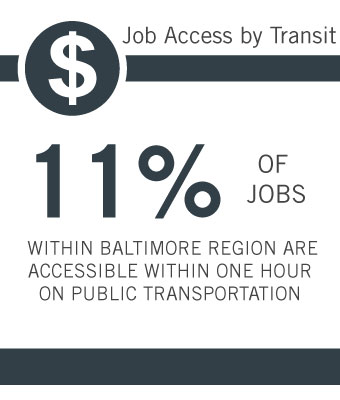 $
Job Access by Transit
11%
OF
JOBS
WITHIN BALTIMORE REGION ARE
ACCESSIBLE WITHIN ONE HOUR
ON PUBLIC TRANSPORTATION